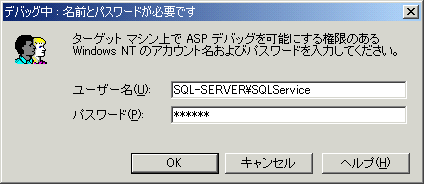 デバッグ中 : 名前とパスワードが必要です
ターゲット マシン上で ASP デバッグを可能にする権限のある
Windows NT のアカウント名およびパスワードを入力してください。
ユーザー名(U): SQL-SERVER¥SQLService
パスワード(P): ******
OK キャンセル ヘルプ(H)